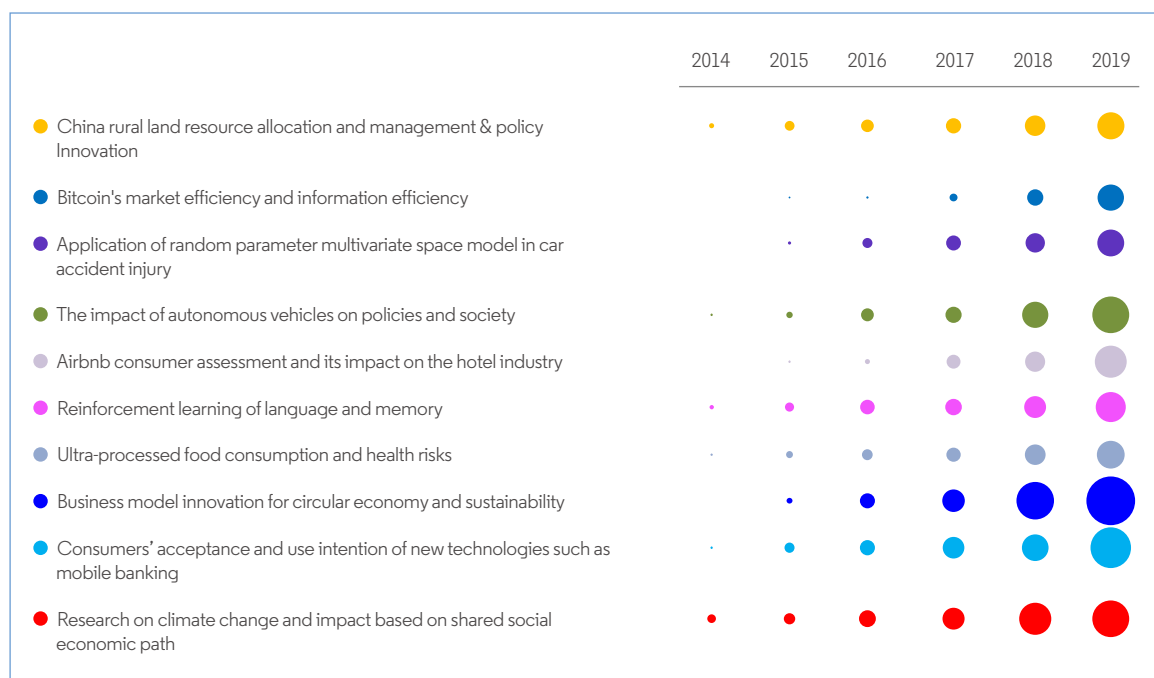 2014 2015 2016 2017 2018 2019
China rural land resource allocation and management & policy
Innovation
Bitcoin's market efficiency and information efficiency
Application of random parameter multivariate space model in car
accident injury
The impact of autonomous vehicles on policies and society
Airbnb consumer assessment and its impact on the hotel industry
Reinforcement learning of language and memory
Ultra-processed food consumption and health risks
Business model innovation for circular economy and sustainability
Consumers’ acceptance and use intention of new technologies such as
mobile banking
Research on climate change and impact based on shared social
economic path